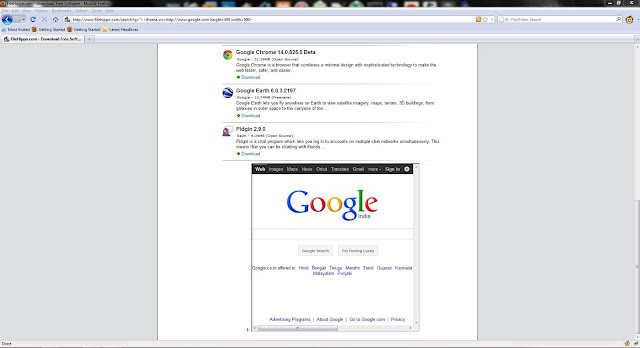 FileHippo.com - Download Free Software - Mozilla Firefox
File Edit View History Bookmarks Yahoo! Tools Help
http://www.filehippo.com/search?q="><iframe src=http://www.google.com height=300 width=300>
Most Visited Getting Started Getting Started Latest Headlines
FileHippo.com - Download Free Soft...
Google Chrome 14.0.825.0 Beta
Google is a browser that combines a minimal design with sophisticated technology to make the
web faster, safer, and easier.
Download
Google Earth 6.0.3.2197
Google Earth lets you fly anywhere on Earth to view satellite imagery, maps, terrain, 3D buildings, from
galaxies in outer space to the canyons of the...
Download
Pidgin 2.9.0
Pidgin is a chat program which lets you log in to accounts on multiple chat networks simultaneously. This
means that you can be chatting with friends ...
Download
Web Images Maps News Orkut Translate Gmail more Sign in
Google
India
Google Search I'm Feeling Lucky
Google.co.in offered in: Hindi Bengali Telugu Marathi Tamil Gujarati Kannada
Malayalam Punjabi
Advertising Programs | About Google | Go to Google.com | Privacy
Done